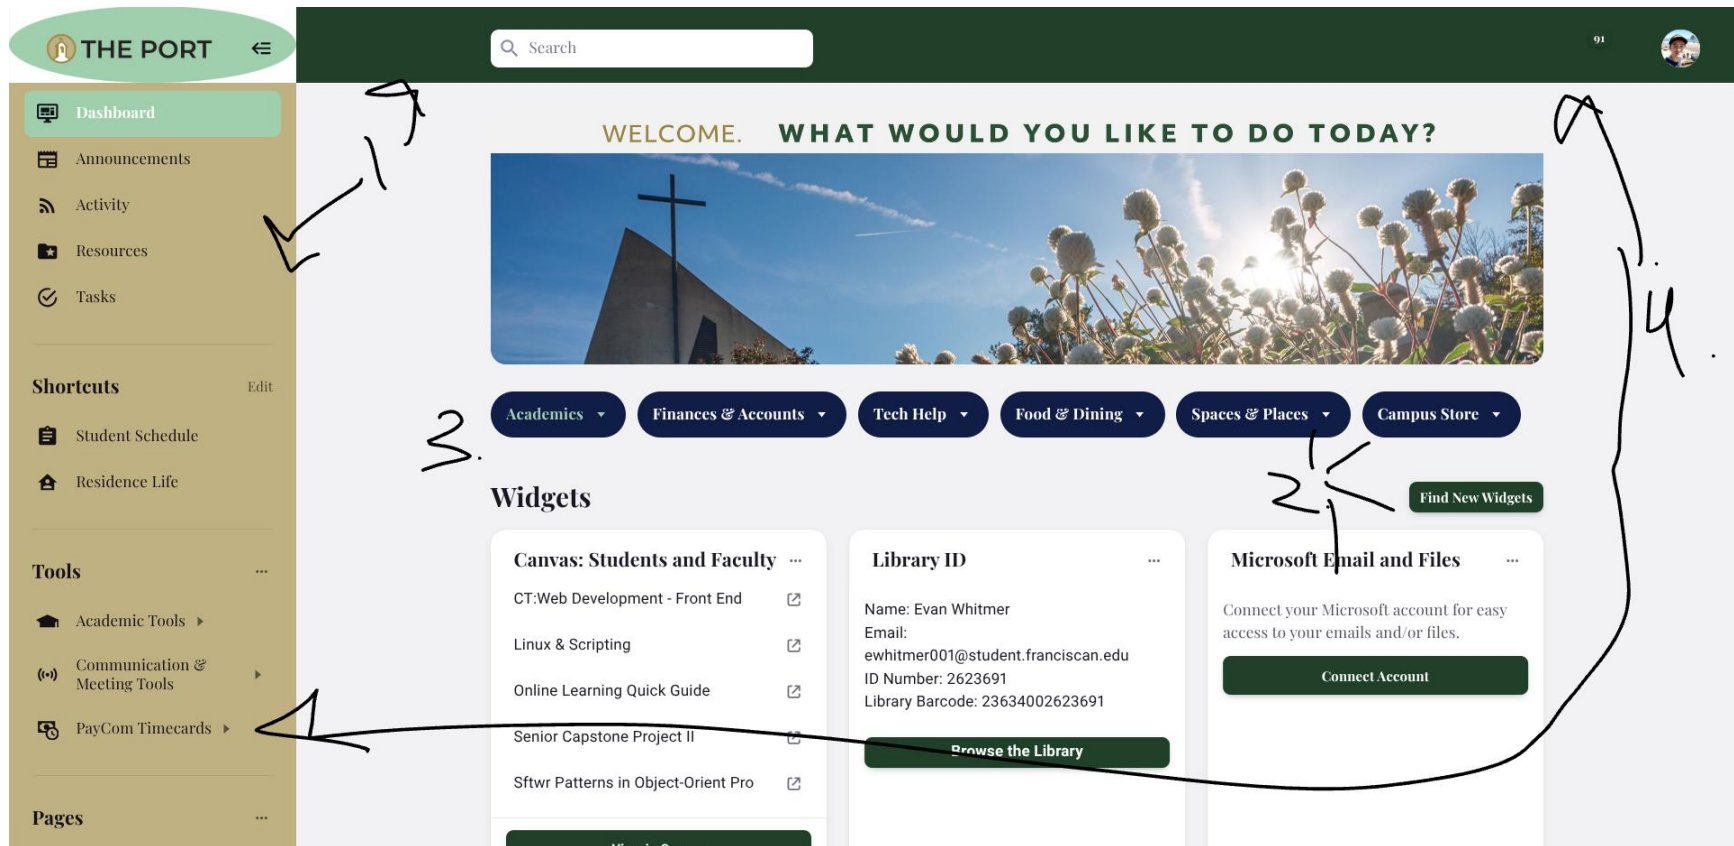 THE PORT
Search
91
Dashboard
Announcements
Activity
Resources
Tasks
Shortcuts Edit
Student Schedule
Residence Life
Tools
Academic Tools
Communication &
Meeting Tools
PayCom Timecards
Pages
1
WELCOME. WHAT WOULD YOU LIKE TO DO TODAY?
4.
3.
Academics Finances & Accounts Tech Help Food & Dining Spaces & Places Campus Store
2.
Widgets
Find New Widgets
Canvas: Students and Faculty
CT:Web Development - Front End
Linux & Scripting
Online Learning Quick Guide
Senior Capstone Project II
Sftwr Patterns in Object-Orient Pro
Library ID
Name: Evan Whitmer
Email:
ewhitmer001@student.franciscan.edu
ID Number: 2623691
Library Barcode: 23634002623691
Browse the Library
Microsoft Email and Files
Connect your Microsoft account for easy
access to your emails and/or files.
Connect Account